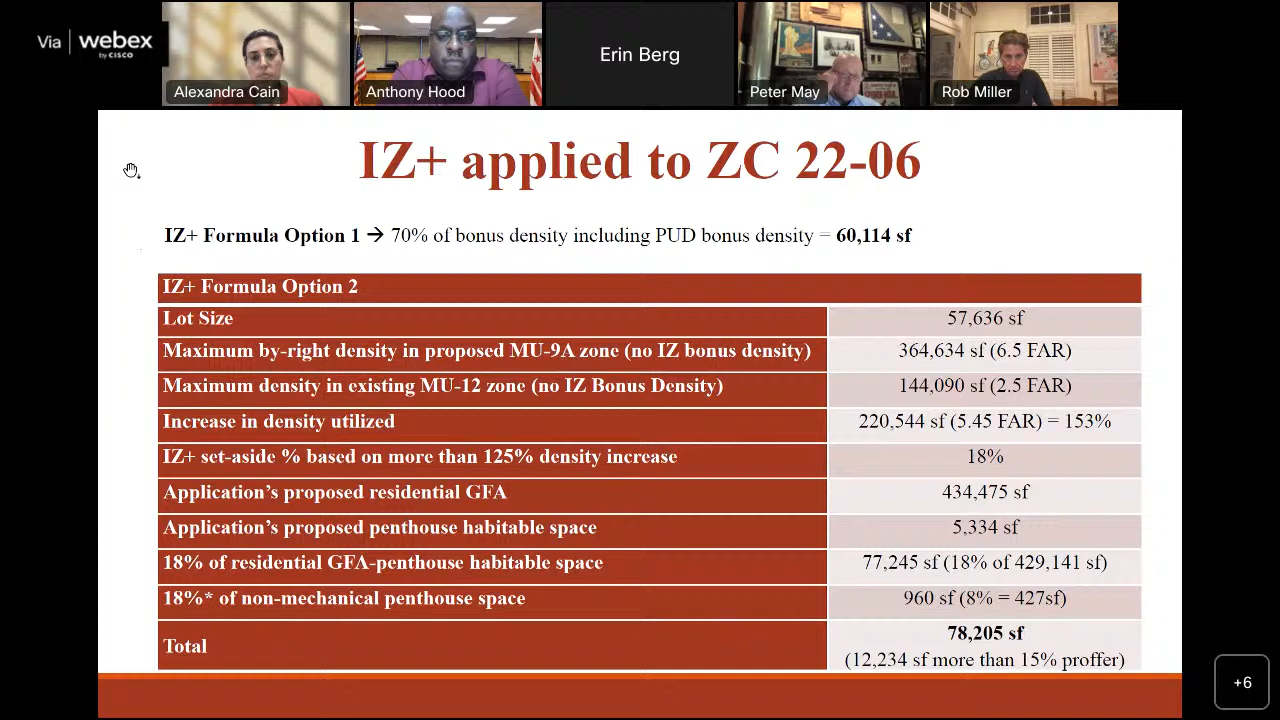 Via | webex
by CISCO
Alexandra Cain
Anthony Hood
Erin Berg
Peter May
Rob Miller
IZ+ applied to ZC 22-06
IZ+ Formula Option 1 → 70% of bonus density including PUD bonus density = 60,114 sf
IZ+ Formula Option 2
Lot Size 57,636 sf
Maximum by-right density in proposed MU-9A zone (no IZ bonus density) 364,634 sf (6.5 FAR)
Maximum density in existing MU-12 zone (no IZ Bonus Density) 144,090 sf (2.5 FAR)
Increase in density utilized 220,544 sf (5.45 FAR) = 153%
IZ+ set-aside % based on more than 125% density increase 18%
Application's proposed residential GFA 434,475 sf
Application's proposed penthouse habitable space 5,334 sf
18% of residential GFA-penthouse habitable space 77,245 sf (18% of 429,141 sf)
18%* of non-mechanical penthouse space 960 sf (8% = 427sf)
Total 78,205 sf
(12,234 sf more than 15% proffer)
+6